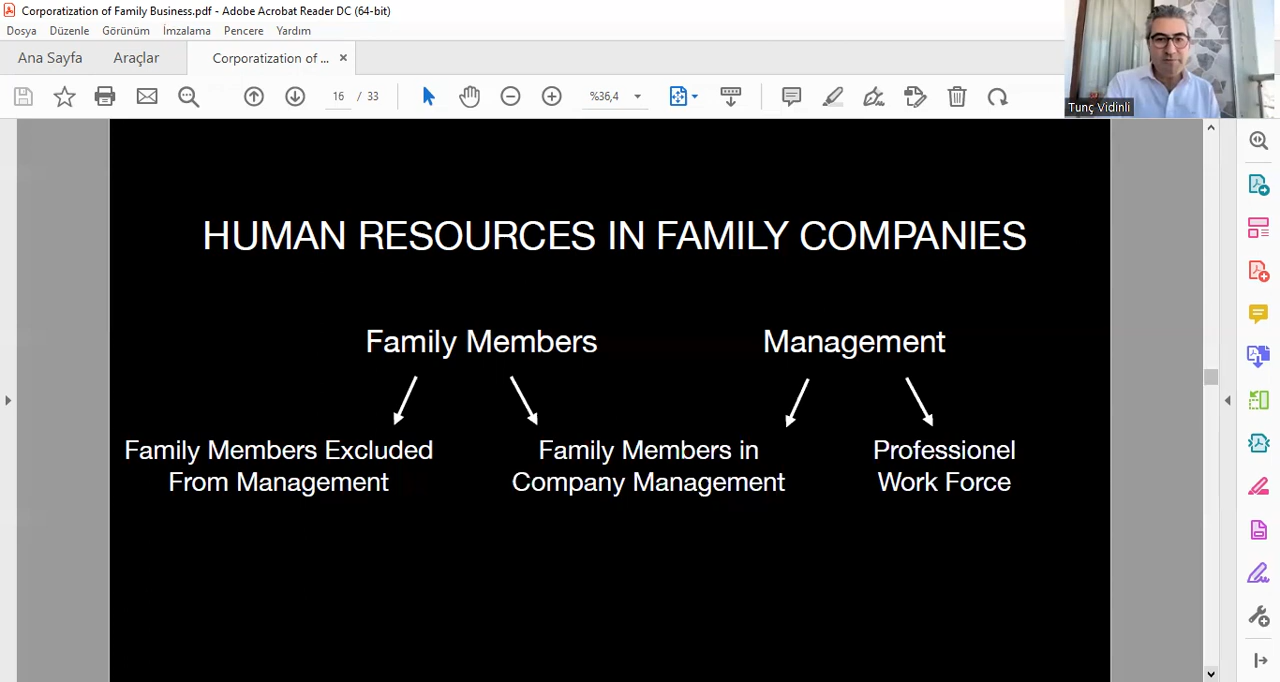 Corporatization of Family Business.pdf - Adobe Acrobat Reader DC (64-bit)
Dosya Düzenle Görünüm İmzalama Pencere Yardım
Ana Sayfa Araçlar Corporatization of ... ×
16 / 33 %36,4
Tunç Vidinli
HUMAN RESOURCES IN FAMILY COMPANIES
Family Members Management
Family Members Excluded Family Members in Professionel
From Management Company Management Work Force